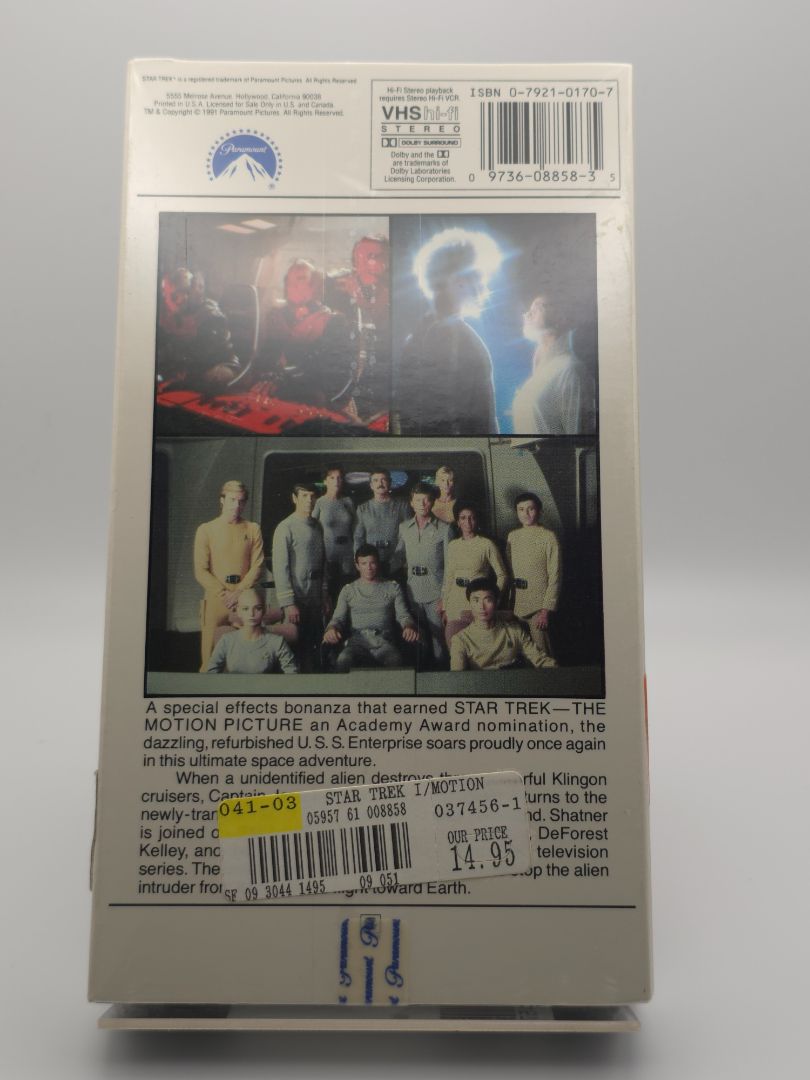 STAR TREK® is a registered trademark of Paramount Pictures. All Rights Reserved.
5555 Melrose Avenue, Hollywood, California 90038
Printed in U.S.A. Licensed for Sale Only in U.S. and Canada.
TM & Copyright © 1991 Paramount Pictures. All Rights Reserved.
Paramount
®
Hi-Fi Stereo playback
requires Stereo Hi-Fi VCR.
VHS hi-fi
STEREO
DOLBY SURROUND
Dolby and the
are trademarks of
Dolby Laboratories
Licensing Corporation.
ISBN 0-7921-0170-7
0 9736-08858-3 5
A special effects bonanza that earned STAR TREK—THE
MOTION PICTURE an Academy Award nomination, the
dazzling, refurbished U. S. S. Enterprise soars proudly once again
in this ultimate space adventure.
When a unidentified alien destroys Klingon
cruisers, Captain to the
newly-
is joined DeForest
Kelley, television
series. The the alien
intruder toward Earth.
041-03
STAR TREK I/MOTION
05957 61 008858
037456-1
OUR PRICE
14.95
SF 09 3044 1495 09 051
Paramount